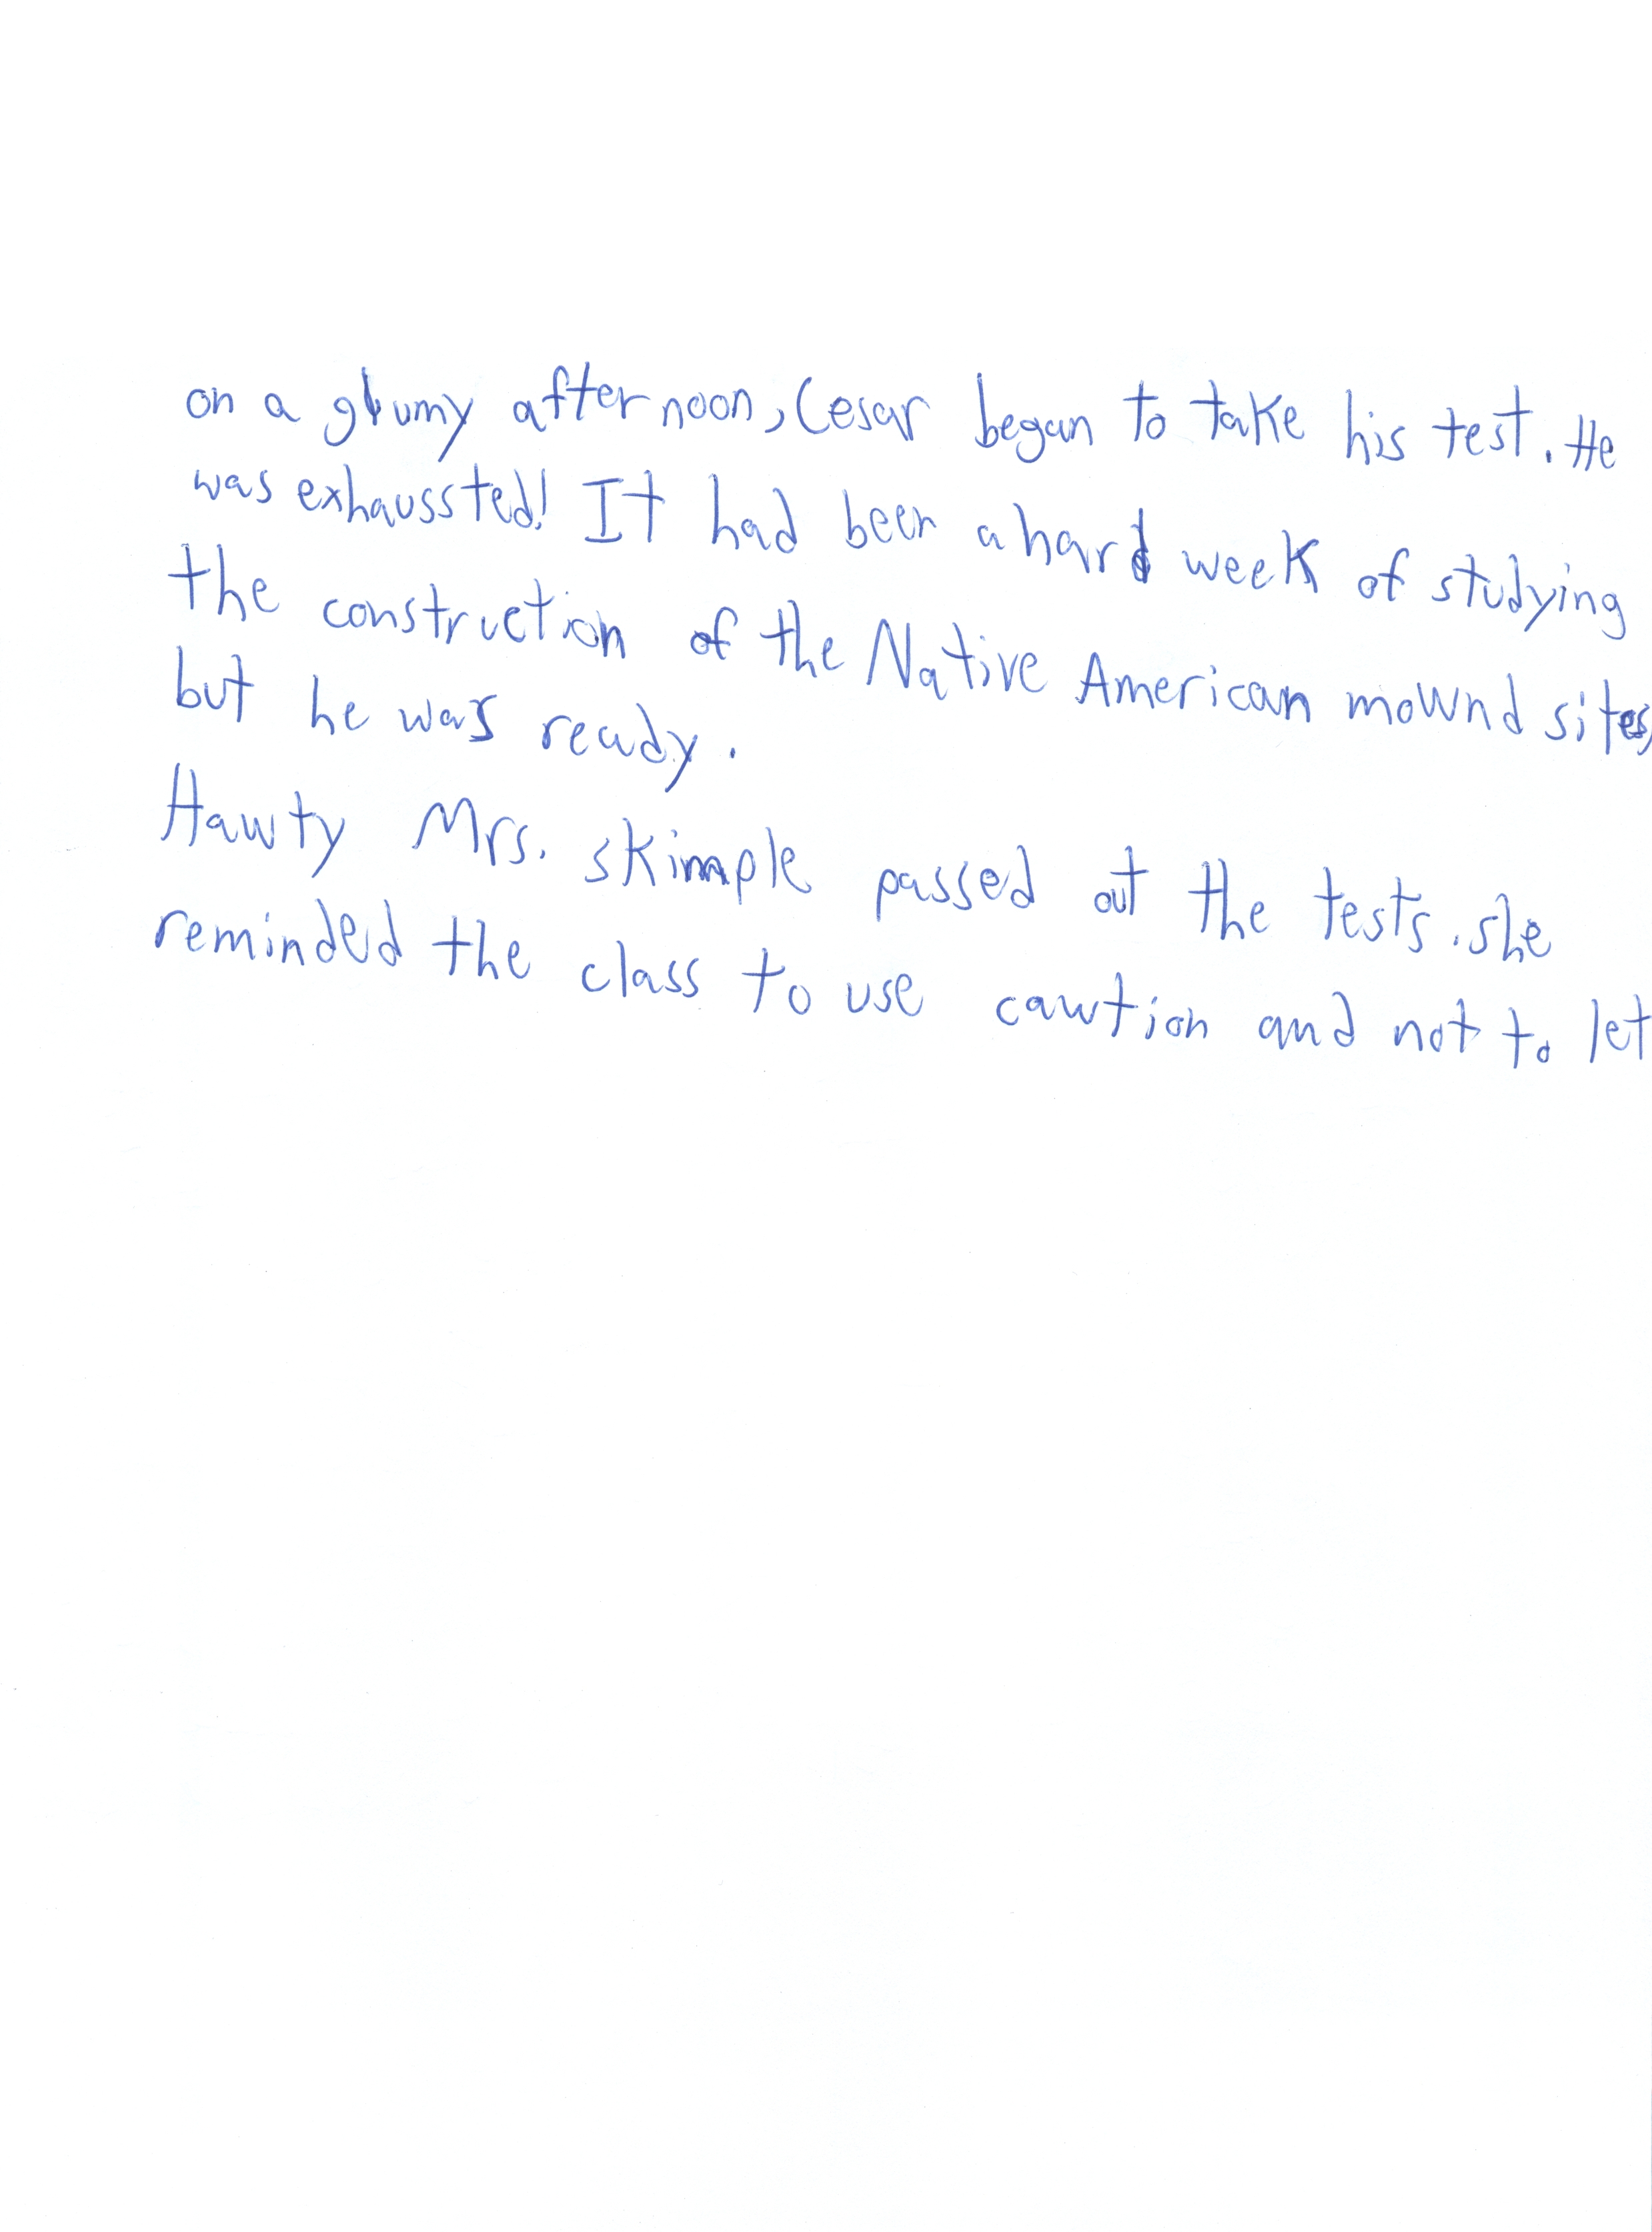 on a glumy afternoon, Cesar began to take his test. He
was exhaussted! It had been a hard week of studying
the construction of the Native American mownd sites,
but he was ready.
Hawty Mrs. skimple passed out the tests. she
reminded the class to use cawtion and not to let